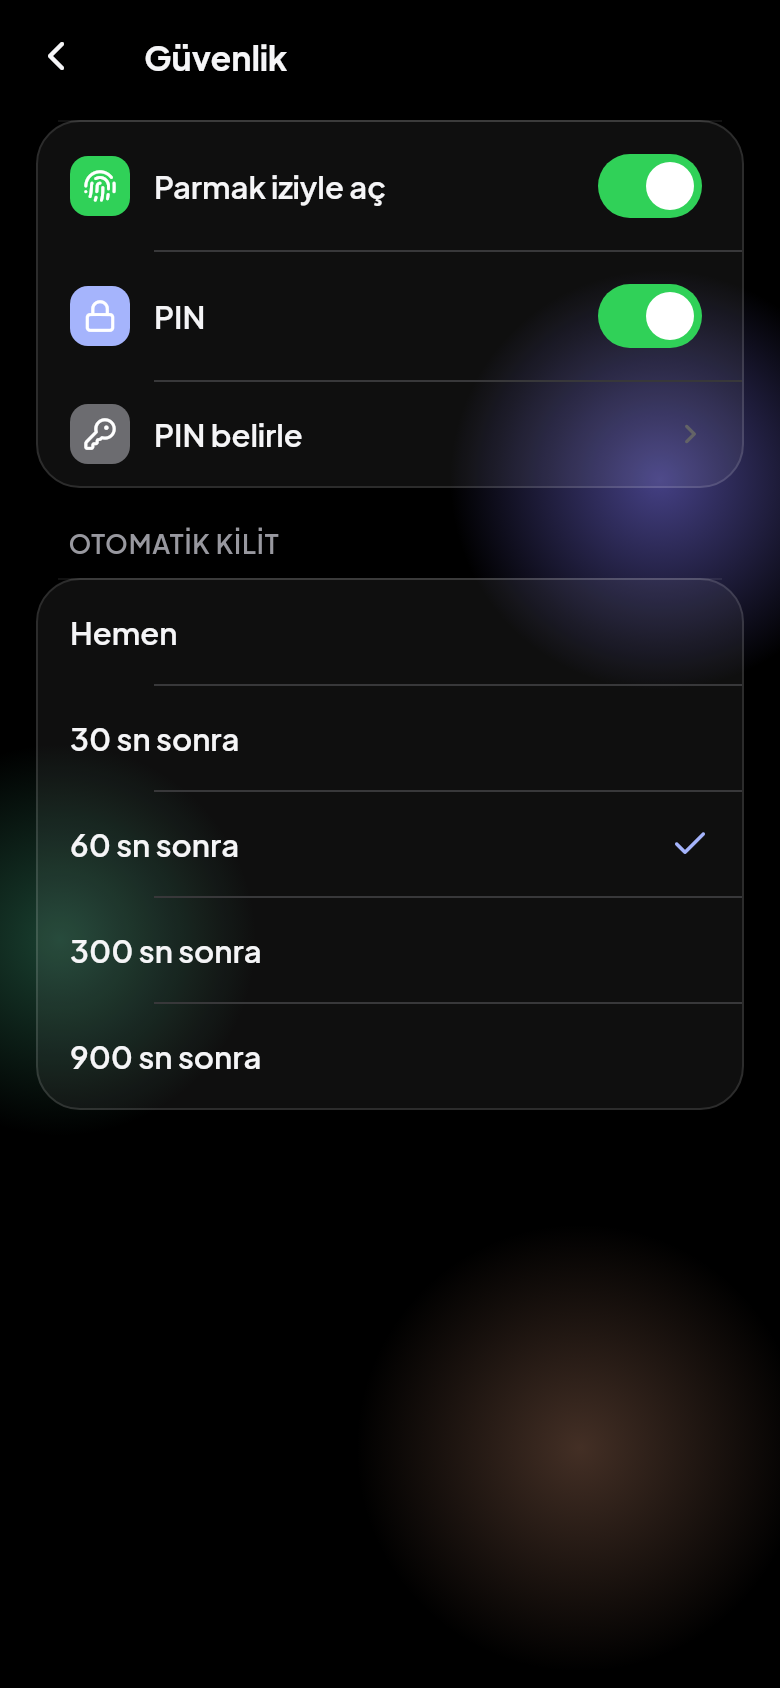 Güvenlik
Parmak iziyle aç
PIN
PIN belirle
OTOMATİK KİLİT
Hemen
30 sn sonra
60 sn sonra
300 sn sonra
900 sn sonra